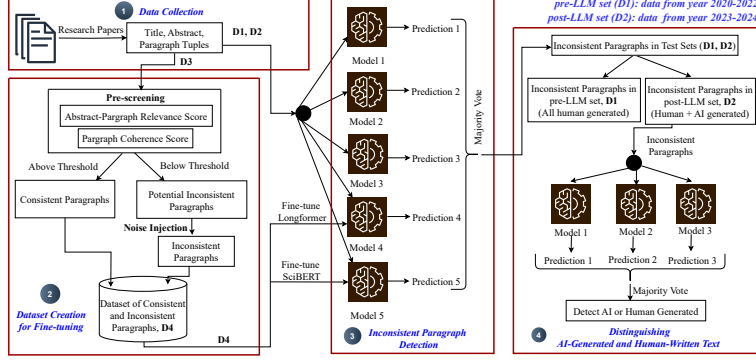 1
Data Collection
Research Papers
Title, Abstract,
Paragraph Tuples
D1, D2
D3
Pre-screening
Abstract-Pargraph Relevance Score
Pargraph Coherence Score
Above Threshold
Below Threshold
Consistent Paragraphs
Potential Inconsistent
Paragraphs
Noise Injection
Inconsistent
Paragraphs
Dataset of Consistent
and Inconsistent
Paragraphs, D4
2
Dataset Creation
for Fine-tuning
D4
Fine-tune
Longformer
Fine-tune
SciBERT
Model 1
Prediction 1
Model 2
Prediction 2
Model 3
Prediction 3
Model 4
Prediction 4
Model 5
Prediction 5
Majority Vote
3
Inconsistent Paragraph
Detection
pre-LLM set (D1): data from year 2020-2022
post-LLM set (D2): data from year 2023-2024
Inconsistent Paragraphs in Test Sets (D1, D2)
Inconsistent Paragraphs in
pre-LLM set, D1
(All human generated)
Inconsistent Paragraphs in
post-LLM set, D2
(Human + AI generated)
Inconsistent
Paragraphs
Model 1
Model 2
Model 3
Prediction 1
Prediction 2
Prediction 3
Majority Vote
Detect AI or Human Generated
4
Distinguishing
AI-Generated and Human-Written Text